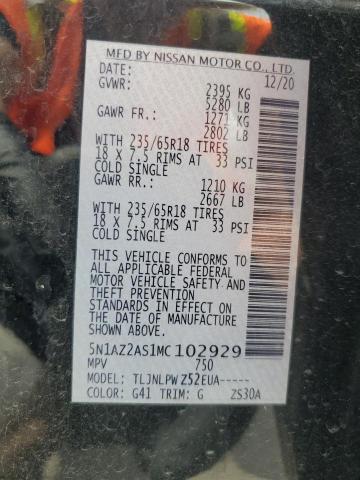 MFD BY NISSAN MOTOR CO., LTD.
DATE: 12/20
GVWR: 2395 KG
5280 LB
GAWR FR.: 1271 KG
2802 LB
WITH 235/65R18 TIRES
18 X 7.5 RIMS AT 33 PSI
COLD SINGLE
GAWR RR.: 1210 KG
2667 LB
WITH 235/65R18 TIRES
18 X 7.5 RIMS AT 33 PSI
COLD SINGLE
THIS VEHICLE CONFORMS TO
ALL APPLICABLE FEDERAL
MOTOR VEHICLE SAFETY AND
THEFT PREVENTION
STANDARDS IN EFFECT ON
THE DATE OF MANUFACTURE
SHOWN ABOVE.
5N1AZ2AS1MC102929
MPV 750
MODEL: TLJNLPW Z52EUA-----
COLOR: G41 TRIM: G ZS30A